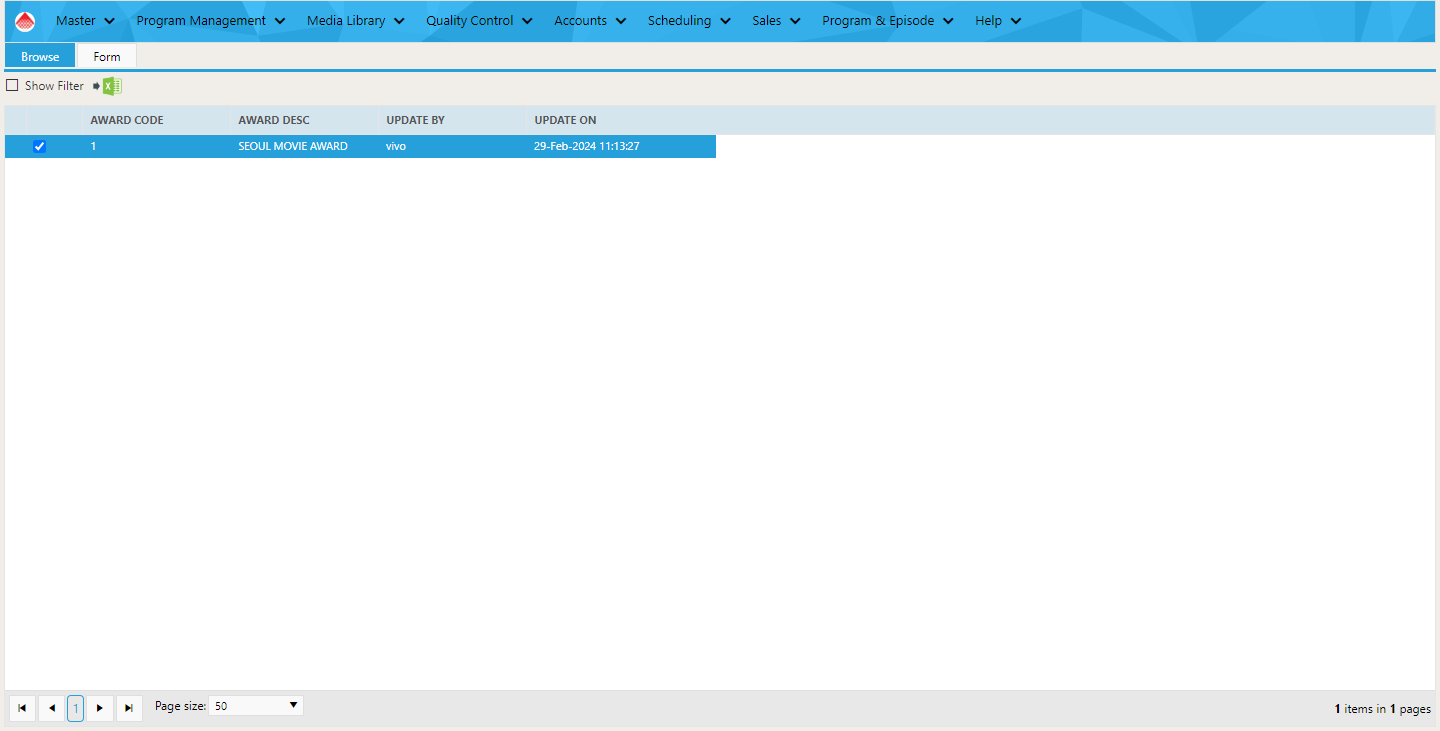 Master Program Management Media Library Quality Control Accounts Scheduling Sales Program & Episode Help
Browse Form
Show Filter
AWARD CODE AWARD DESC UPDATE BY UPDATE ON
1 SEOUL MOVIE AWARD vivo 29-Feb-2024 11:13:27
1 Page size: 50 1 items in 1 pages